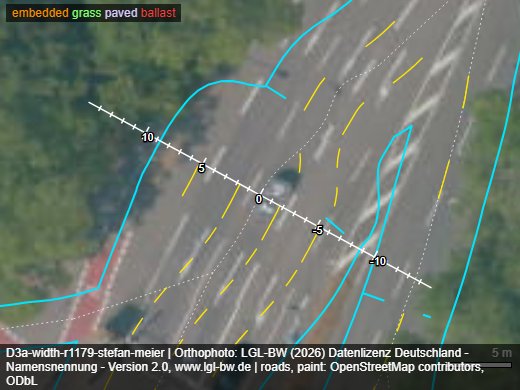 embedded grass paved ballast
10
5
0
-5
-10
5 m
D3a-width-r1179-stefan-meier | Orthophoto: LGL-BW (2026) Datenlizenz Deutschland -
Namensnennung - Version 2.0, www.lgl-bw.de | roads, paint: OpenStreetMap contributors,
ODbL